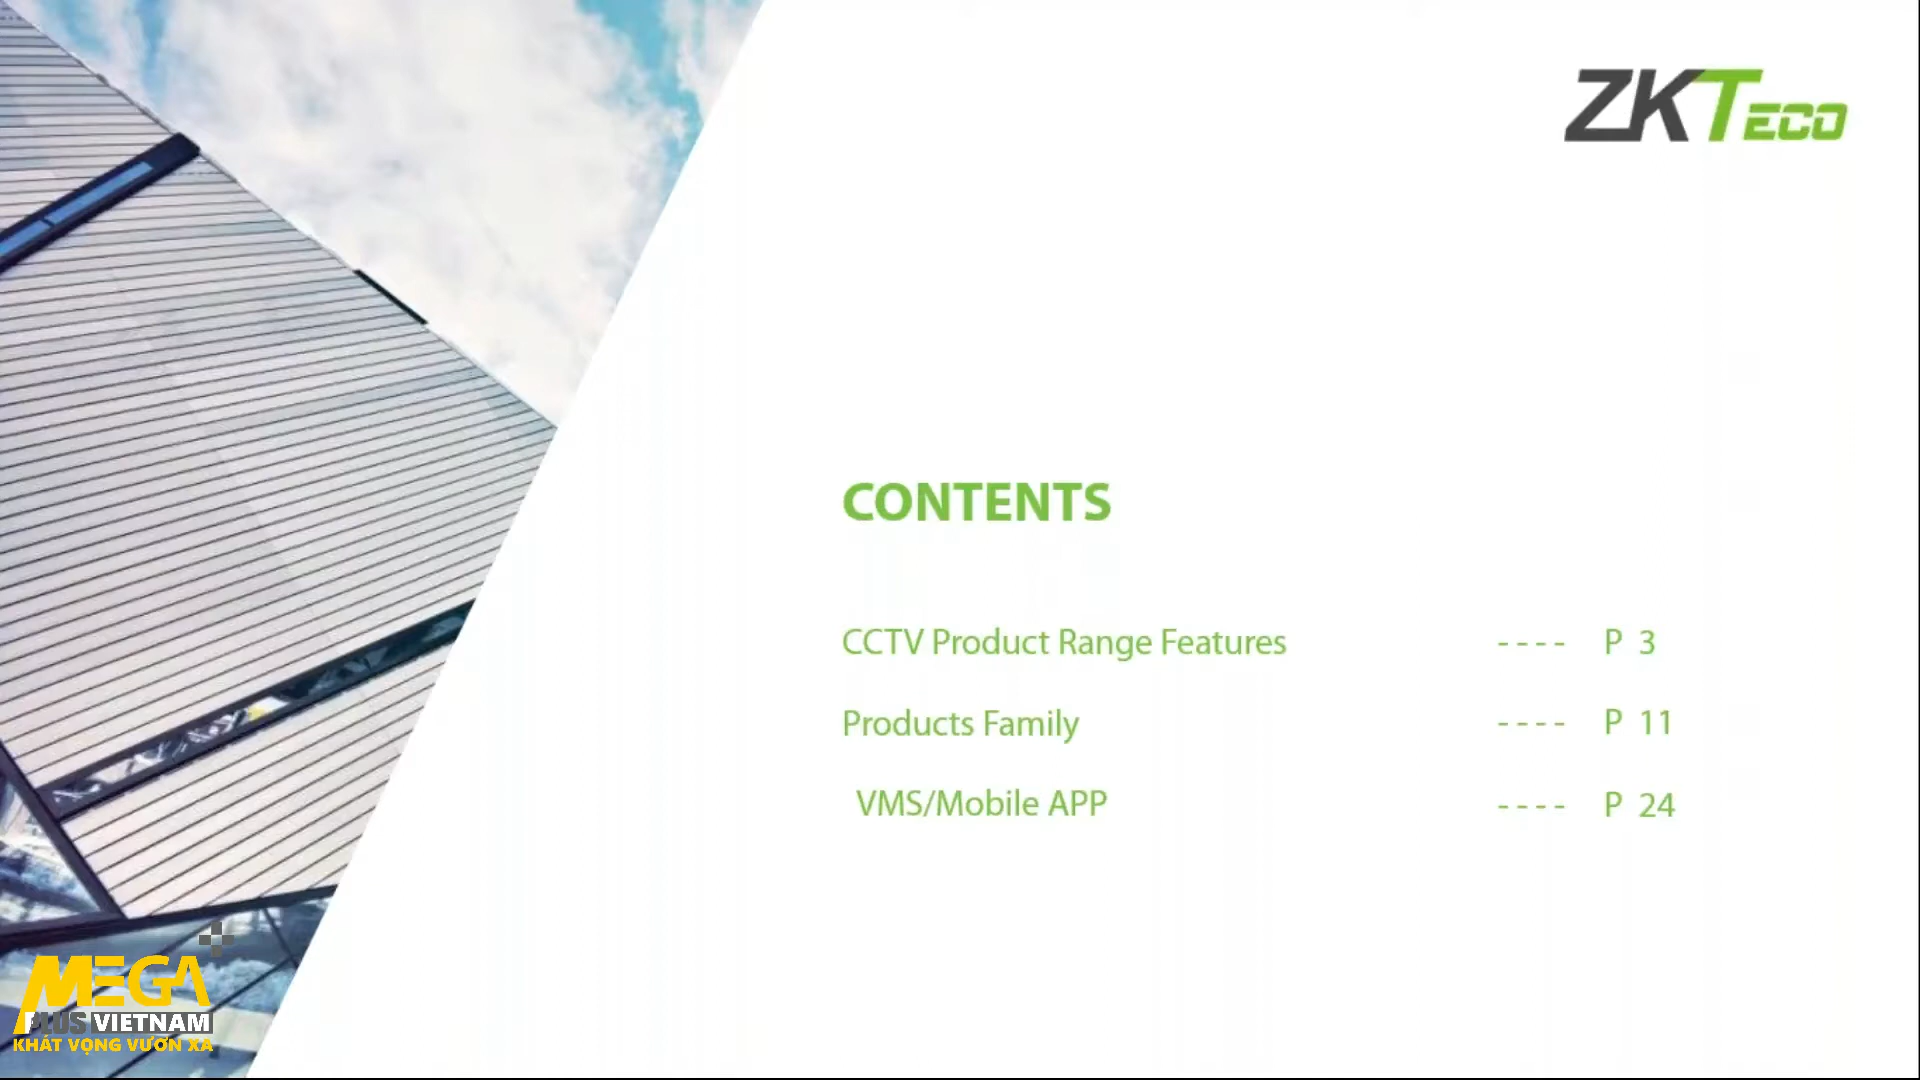 ZKTECO
CONTENTS
CCTV Product Range Features ---- P 3
Products Family ---- P 11
VMS/Mobile APP ---- P 24
MEGA
PLUS VIETNAM
KHÁT VỌNG VƯƠN XA